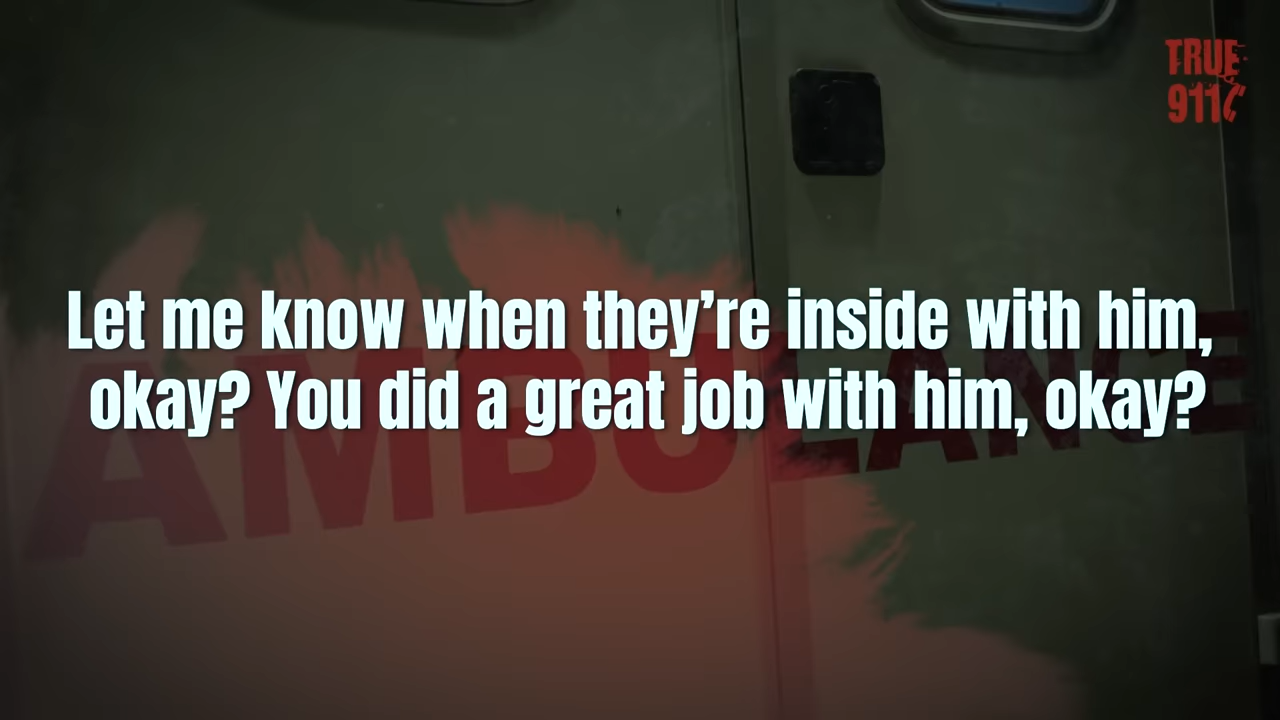 TRUE
911
Let me know when they’re inside with him,
okay? You did a great job with him, okay?
AMBULANCE